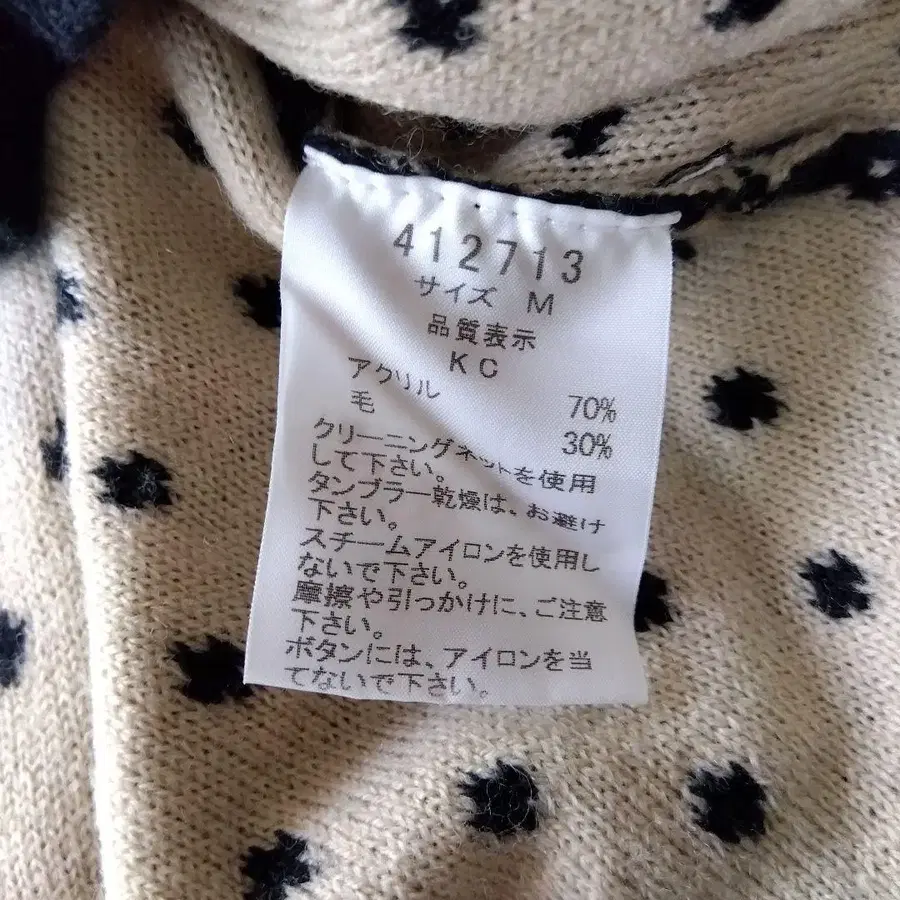 412713
サイズ M
品質表示
KC
アクリル 70%
毛 30%
クリーニングネットを使用
して下さい。
タンブラー乾燥は、お避け
下さい。
スチームアイロンを使用し
ないで下さい。
摩擦や引っかけに、ご注意
下さい。
ボタンには、アイロンを当
てないで下さい。